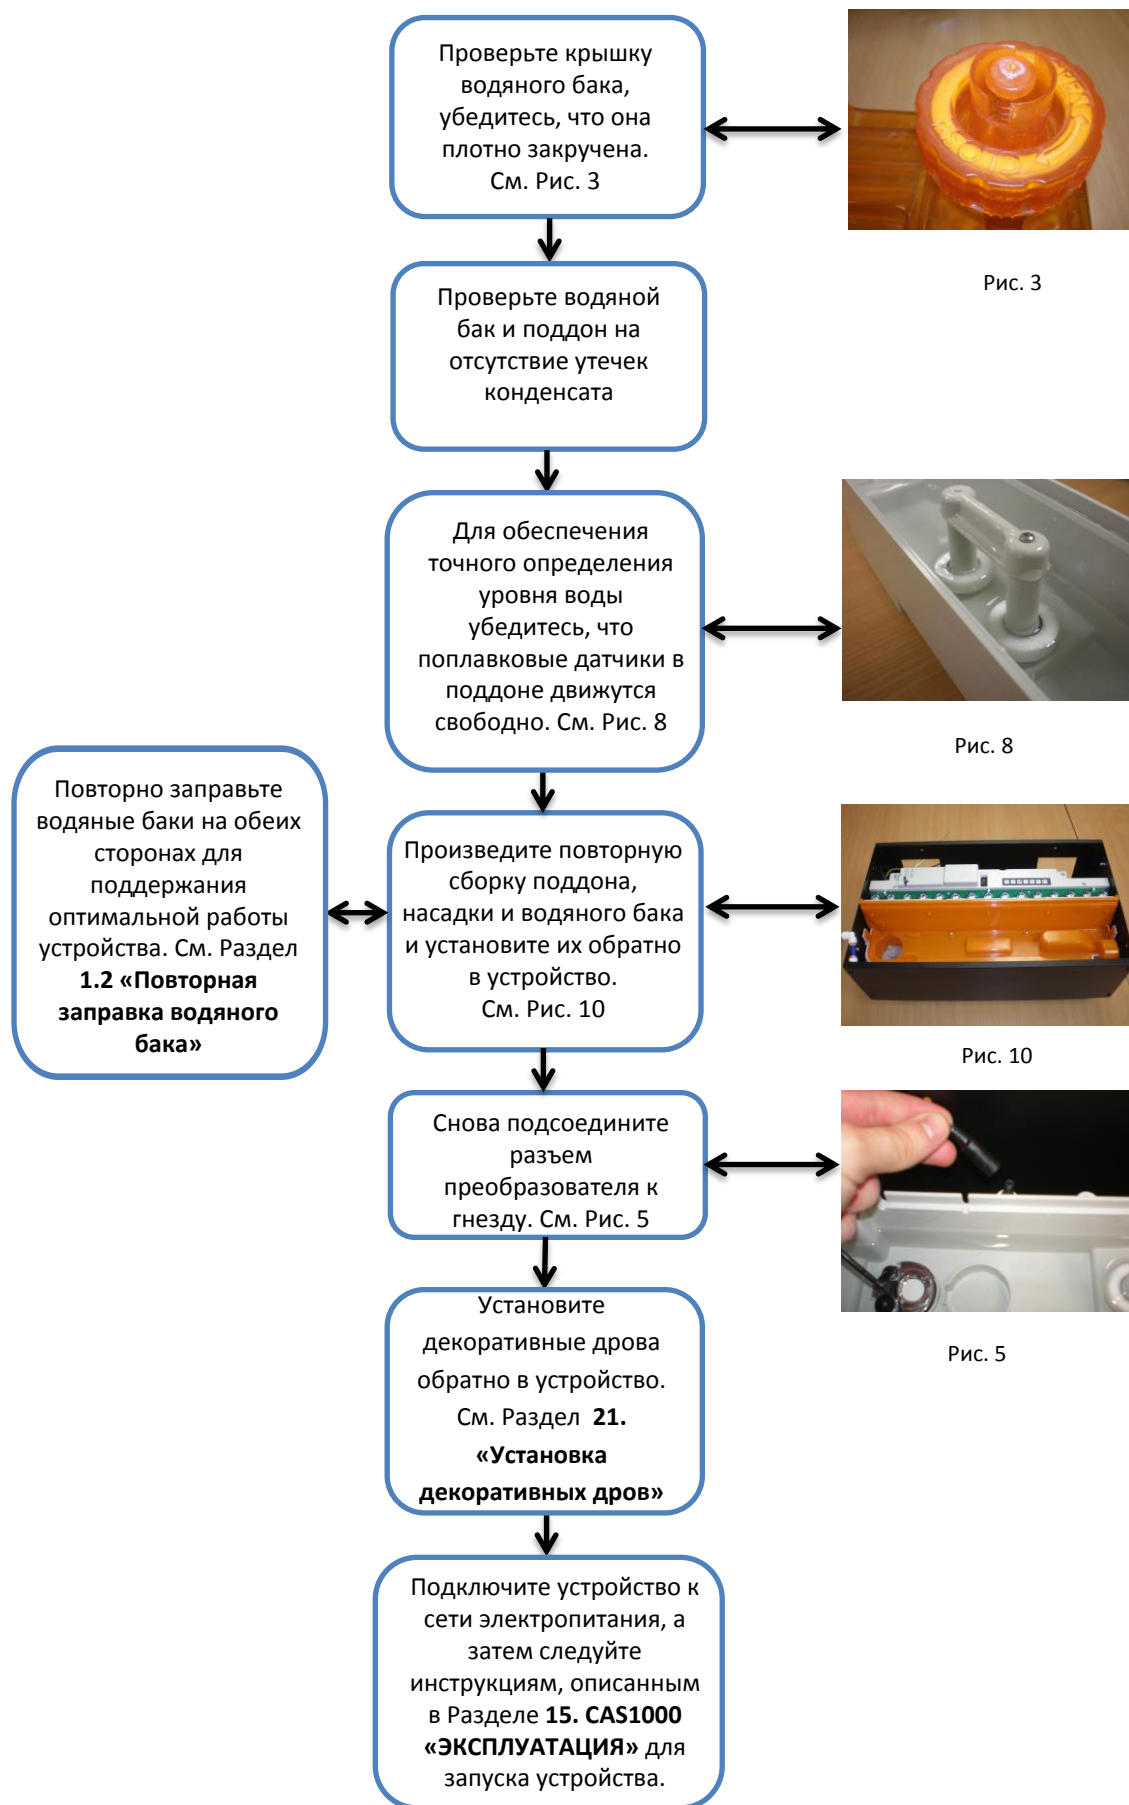 Проверьте крышку
водяного бака,
убедитесь, что она
плотно закручена.
См. Рис. 3
OPEN
CLOSE
Рис. 3
Проверьте водяной
бак и поддон на
отсутствие утечек
конденсата
Для обеспечения
точного определения
уровня воды
убедитесь, что
поплавковые датчики в
поддоне движутся
свободно. См. Рис. 8
Рис. 8
Повторно заправьте
водяные баки на обеих
сторонах для
поддержания
оптимальной работы
устройства. См. Раздел
1.2 «Повторная
заправка водяного
бака»
Произведите повторную
сборку поддона,
насадки и водяного бака
и установите их обратно
в устройство.
См. Рис. 10
Рис. 10
Снова подсоедините
разъем
преобразователя к
гнезду. См. Рис. 5
Рис. 5
Установите
декоративные дрова
обратно в устройство.
См. Раздел 21.
«Установка
декоративных дров»
Подключите устройство к
сети электропитания, а
затем следуйте
инструкциям, описанным
в Разделе 15. CAS1000
«ЭКСПЛУАТАЦИЯ» для
запуска устройства.